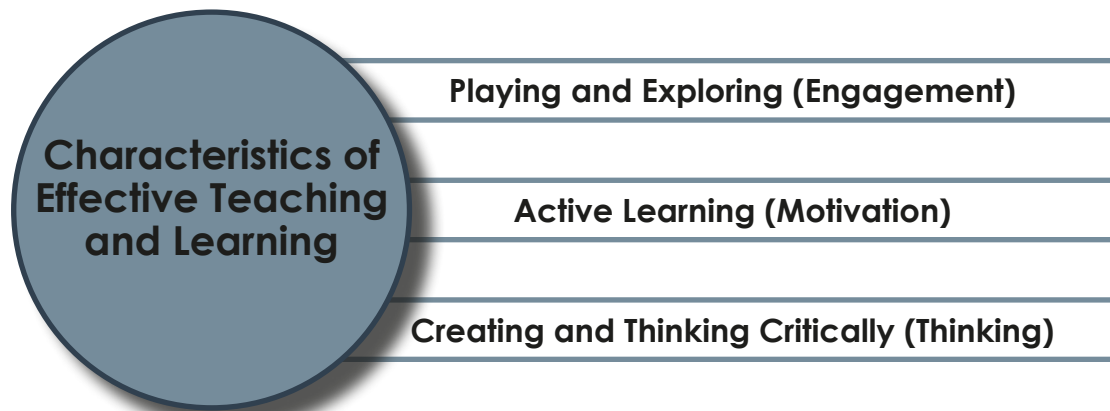 Characteristics of
Effective Teaching
and Learning
Playing and Exploring (Engagement)
Active Learning (Motivation)
Creating and Thinking Critically (Thinking)